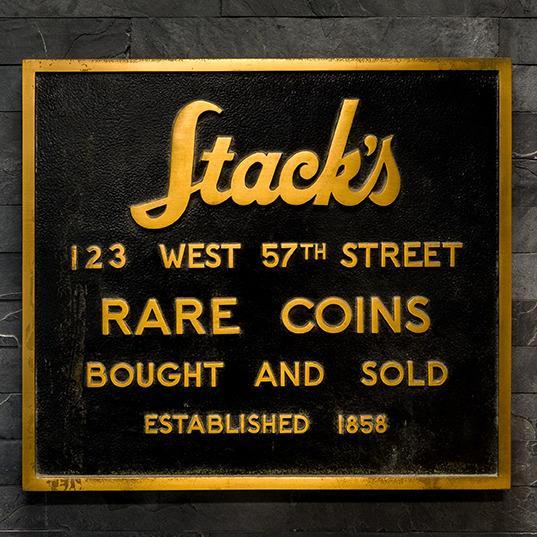 Stack's
123 WEST 57TH STREET
RARE COINS
BOUGHT AND SOLD
ESTABLISHED 1858